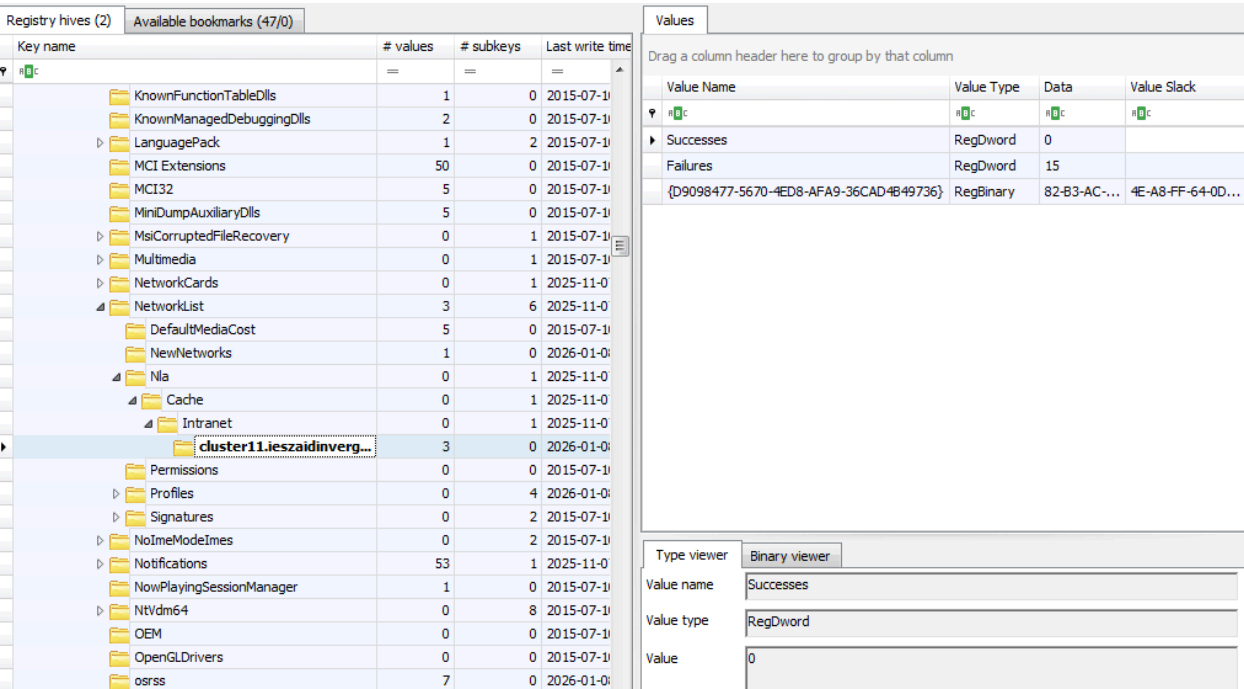 Registry hives (2) Available bookmarks (47/0)
Key name # values # subkeys Last write time
= = =
KnownFunctionTableDlls 1 0 2015-07-1
KnownManagedDebuggingDlls 2 0 2015-07-1
LanguagePack 1 2 2015-07-1
MCI Extensions 50 0 2015-07-1
MCI32 5 0 2015-07-1
MiniDumpAuxiliaryDlls 5 0 2015-07-1
MsiCorruptedFileRecovery 0 1 2015-07-1
Multimedia 0 1 2015-07-1
NetworkCards 0 1 2025-11-0
NetworkList 3 6 2025-11-0
DefaultMediaCost 5 0 2015-07-1
NewNetworks 1 0 2026-01-0
Nla 0 1 2025-11-0
Cache 0 1 2025-11-0
Intranet 0 1 2025-11-0
cluster11.ieszaidinverg... 3 0 2026-01-0
Permissions 0 0 2015-07-1
Profiles 0 4 2026-01-0
Signatures 0 2 2015-07-1
NoImeModeImes 0 2 2015-07-1
Notifications 53 1 2025-11-0
NowPlayingSessionManager 1 0 2015-07-1
NtVdm64 0 8 2015-07-1
OEM 0 0 2015-07-1
OpenGLDrivers 0 0 2015-07-1
osrss 7 0 2026-01-0
Values
Drag a column header here to group by that column
Value Name Value Type Data Value Slack
Successes RegDword 0
Failures RegDword 15
{D9098477-5670-4ED8-AFA9-36CAD4B49736} RegBinary 82-B3-AC-... 4E-A8-FF-64-0D...
Type viewer Binary viewer
Value name Successes
Value type RegDword
Value 0